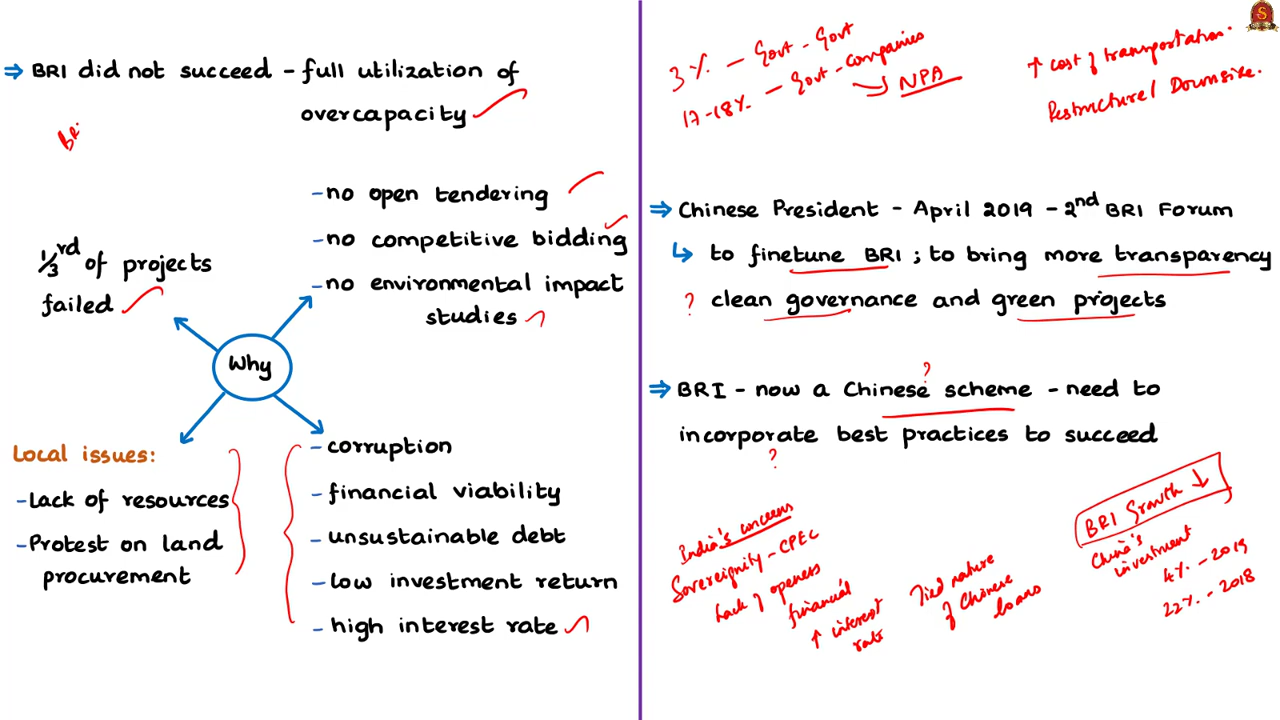 ⇒ BRI did not succeed - full utilization of
overcapacity
BRI
- no open tendering
- no competitive bidding
- no environmental impact
studies
1/3rd of projects
failed
Why
Local issues:
- Lack of resources
- Protest on land
procurement
- corruption
- financial viability
- unsustainable debt
- low investment return
- high interest rate
3% - Govt - Govt
17-18% - Govt - companies
→ NPA
↑ cost of transportation.
Restructure / Downsize.
⇒ Chinese President - April 2019 - 2nd BRI Forum
↳ to finetune BRI ; to bring more transparency
? clean governance and green projects
?
⇒ BRI - now a Chinese scheme - need to
incorporate best practices to succeed
?
India's concerns
Sovereignity - CPEC
Lack of openess
financial
↑ interest
rate
Tied nature
of Chinese
loans
BRI Growth ↓
China's
investment
4% - 2019
22% - 2018
S